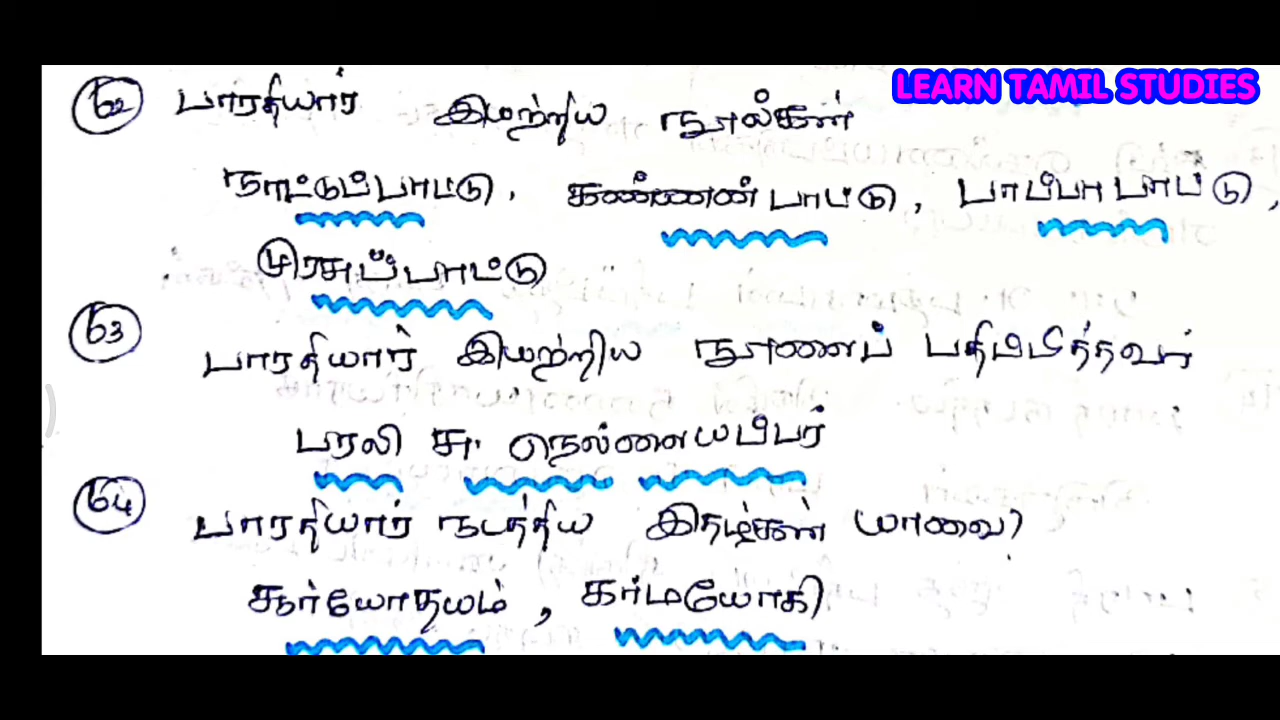 LEARN TAMIL STUDIES
62 பாரதியார் இயற்றிய நூல்கள்
நாட்டுப்பாட்டு, கண்ணன் பாட்டு, பாப்பா பாட்டு,
முரசுப்பாட்டு
63 பாரதியார் இயற்றிய நூலைப் பதிப்பித்தவர்
பரலி சு. நெல்லையப்பர்
64 பாரதியார் நடத்திய இதழ்கள் யாவை?
சூர்யோதயம், கர்மயோகி